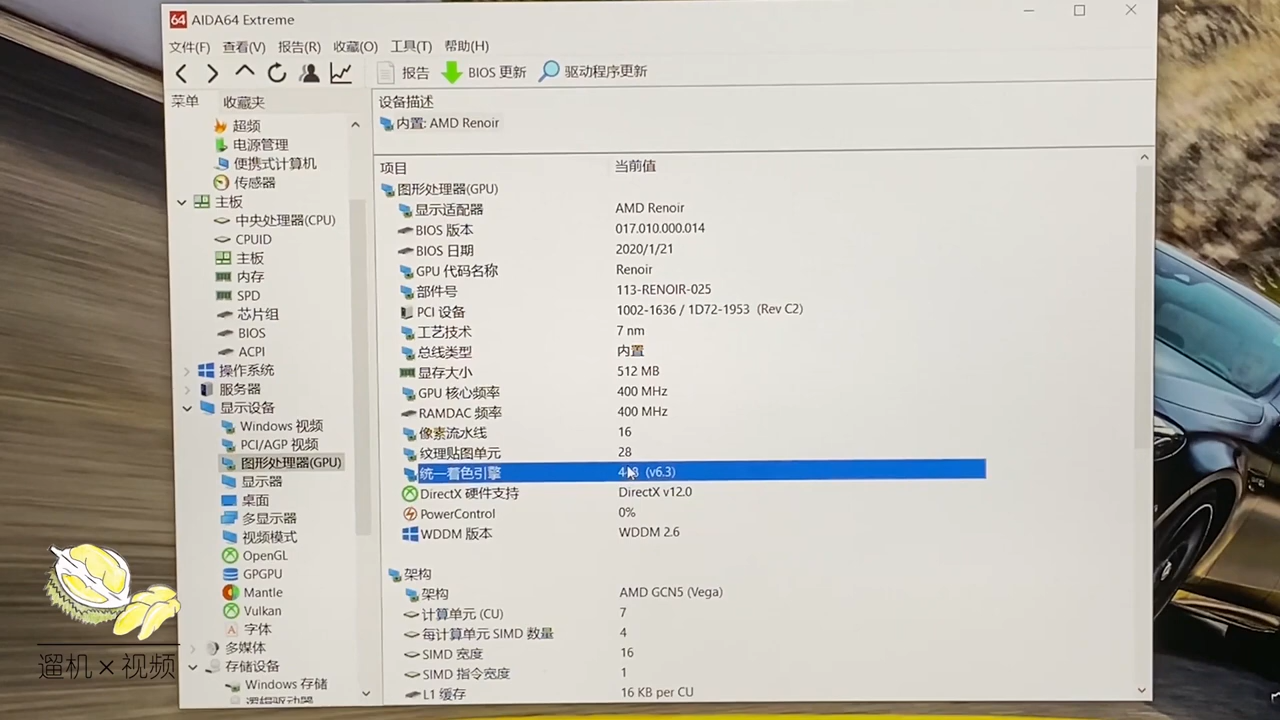 64 AIDA64 Extreme
文件(F) 查看(V) 报告(R) 收藏(O) 工具(T) 帮助(H)
报告 BIOS 更新 驱动程序更新
菜单 收藏夹
超频
电源管理
便携式计算机
传感器
主板
中央处理器(CPU)
CPUID
主板
内存
SPD
芯片组
BIOS
ACPI
操作系统
服务器
显示设备
Windows 视频
PCI/AGP 视频
图形处理器(GPU)
显示器
桌面
多显示器
视频模式
OpenGL
GPGPU
Mantle
Vulkan
字体
多媒体
存储设备
Windows 存储
逻辑驱动器
设备描述
内置: AMD Renoir
项目 当前值
图形处理器(GPU)
显示适配器 AMD Renoir
BIOS 版本 017.010.000.014
BIOS 日期 2020/1/21
GPU 代码名称 Renoir
部件号 113-RENOIR-025
PCI 设备 1002-1636 / 1D72-1953 (Rev C2)
工艺技术 7 nm
总线类型 内置
显存大小 512 MB
GPU 核心频率 400 MHz
RAMDAC 频率 400 MHz
像素流水线 16
纹理贴图单元 28
统一着色引擎 (v6.3)
DirectX 硬件支持 DirectX v12.0
PowerControl 0%
WDDM 版本 WDDM 2.6
架构
架构 AMD GCN5 (Vega)
计算单元 (CU) 7
每计算单元 SIMD 数量 4
SIMD 宽度 16
SIMD 指令宽度 1
L1 缓存 16 KB per CU
遛机×视频